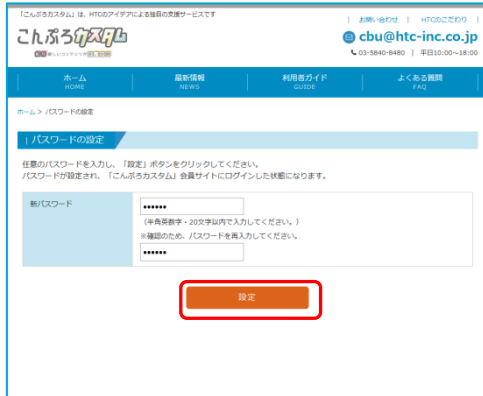 「こんぷろカスタム」は、HTCのアイデアによる独自の支援サービスです
| お問い合わせ | HTCのこだわり |
こんぷろカスタム
cbu@htc-inc.co.jp
03-5840-8480 | 平日10:00～18:00
ホーム 最新情報 利用者ガイド よくある質問
HOME NEWS GUIDE FAQ
ホーム > パスワードの設定
| パスワードの設定
任意のパスワードを入力し、「設定」ボタンをクリックしてください。
パスワードが設定され、「こんぷろカスタム」会員サイトにログインした状態になります。
新パスワード
••••••
（半角英数字・20文字以内で入力してください。）
※確認のため、パスワードを再入力してください。
••••••
設定